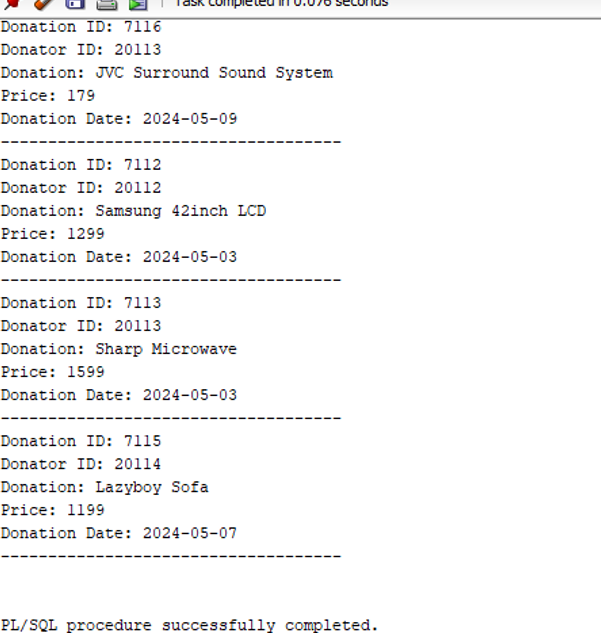 Task completed in 0.076 seconds
Donation ID: 7116
Donator ID: 20113
Donation: JVC Surround Sound System
Price: 179
Donation Date: 2024-05-09
------------------------------------
Donation ID: 7112
Donator ID: 20112
Donation: Samsung 42inch LCD
Price: 1299
Donation Date: 2024-05-03
------------------------------------
Donation ID: 7113
Donator ID: 20113
Donation: Sharp Microwave
Price: 1599
Donation Date: 2024-05-03
------------------------------------
Donation ID: 7115
Donator ID: 20114
Donation: Lazyboy Sofa
Price: 1199
Donation Date: 2024-05-07
------------------------------------
PL/SQL procedure successfully completed.